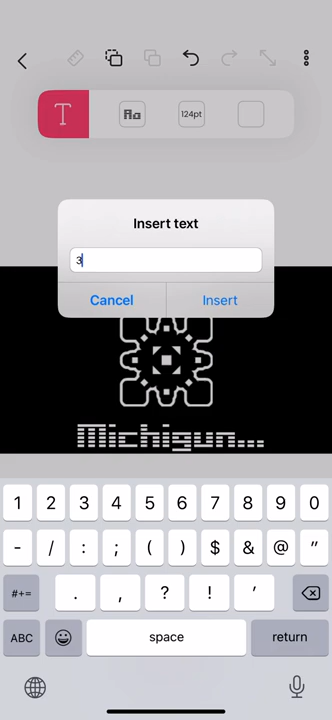 T
Aa
124pt
Insert text
3
Cancel
Insert
Michigun...
1 2 3 4 5 6 7 8 9 0
- / : ; ( ) $ & @ "
#+= . , ? ! '
ABC space return